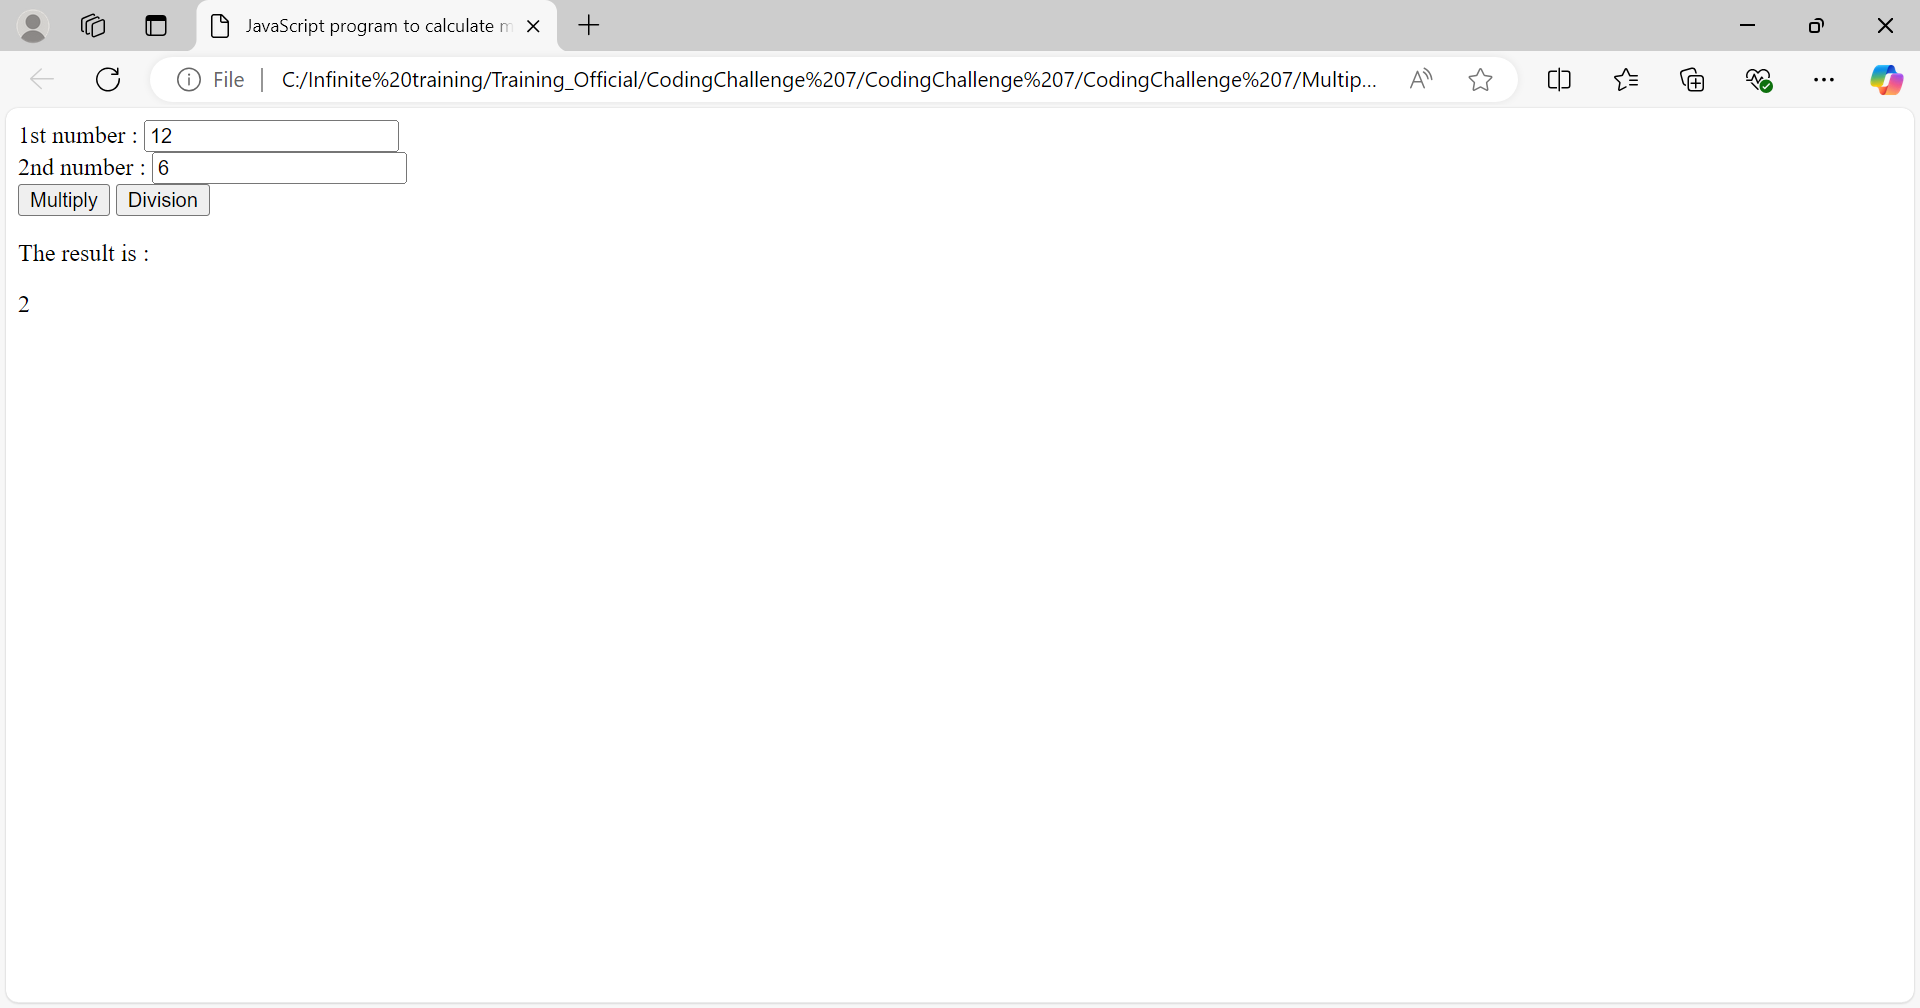 JavaScript program to calculate m
File
C:/Infinite%20training/Training_Official/CodingChallenge%207/CodingChallenge%207/CodingChallenge%207/Multip...
1st number : 12
2nd number : 6
Multiply Division
The result is :
2